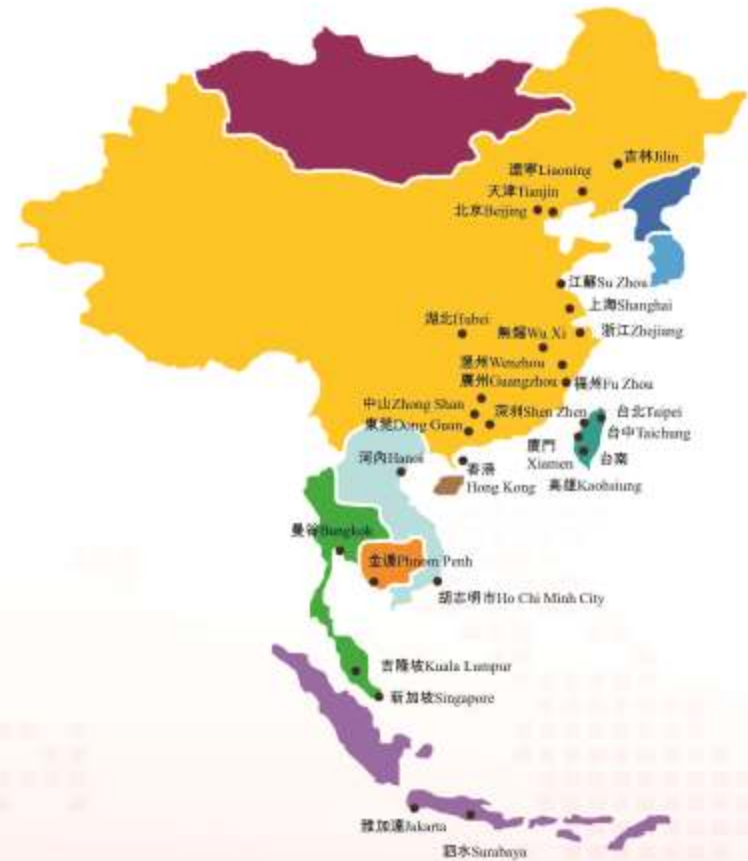 吉林Jilin
遼寧Liaoning
天津Tianjin
北京Bejjing
江蘇Su Zhou
上海Shanghai
湖北Hubei
無錫Wu Xi
浙江Zhejiang
溫州Wenzhou
廣州Guangzhou
福州Fu Zhou
中山Zhong Shan
深圳Shen Zhen
台北Taipei
東莞Dong Guan
台中Taichung
廈門
Xiamen
台南
河內Hanoi
香港
Hong Kong
高雄Kaohsiung
曼谷Bangkok
金邊Phnom Penh
胡志明市Ho Chi Minh City
吉隆坡Kuala Lumpur
新加坡Singapore
雅加達Jakarta
泗水Surabaya